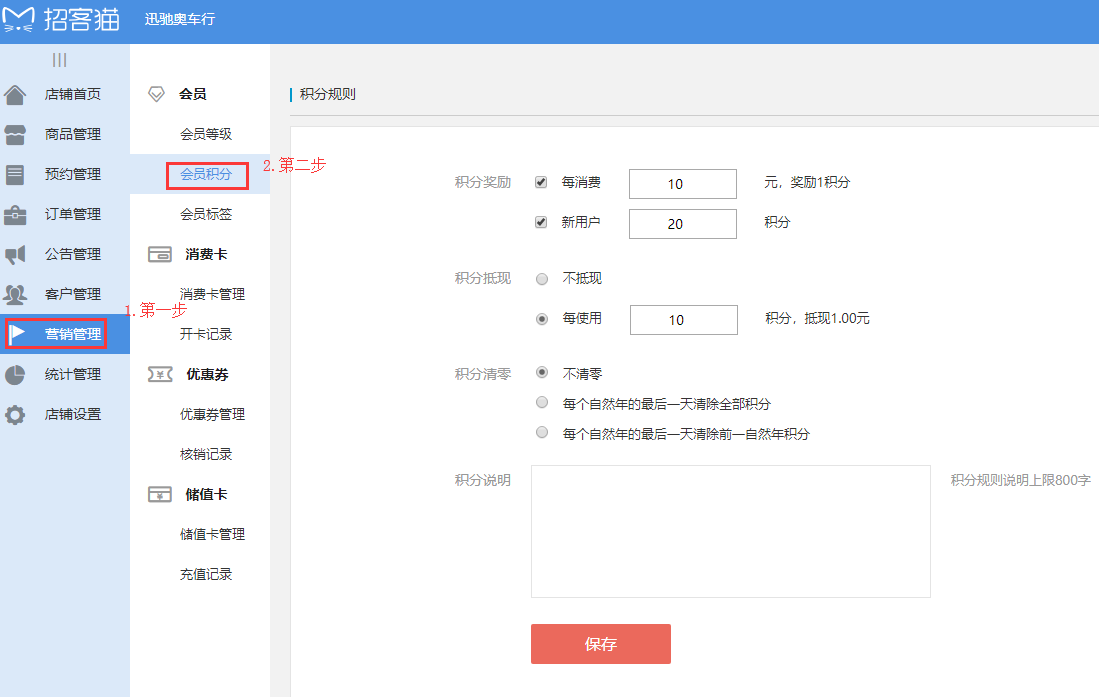 招客猫
迅驰奥车行
店铺首页
商品管理
预约管理
订单管理
公告管理
客户管理
营销管理
统计管理
店铺设置
1.第一步
会员
会员等级
会员积分
会员标签
消费卡
消费卡管理
开卡记录
优惠券
优惠券管理
核销记录
储值卡
储值卡管理
充值记录
2.第二步
积分规则
积分奖励 每消费 10 元，奖励1积分
新用户 20 积分
积分抵现 不抵现
每使用 10 积分，抵现1.00元
积分清零 不清零
每个自然年的最后一天清除全部积分
每个自然年的最后一天清除前一自然年积分
积分说明 积分规则说明上限800字
保存